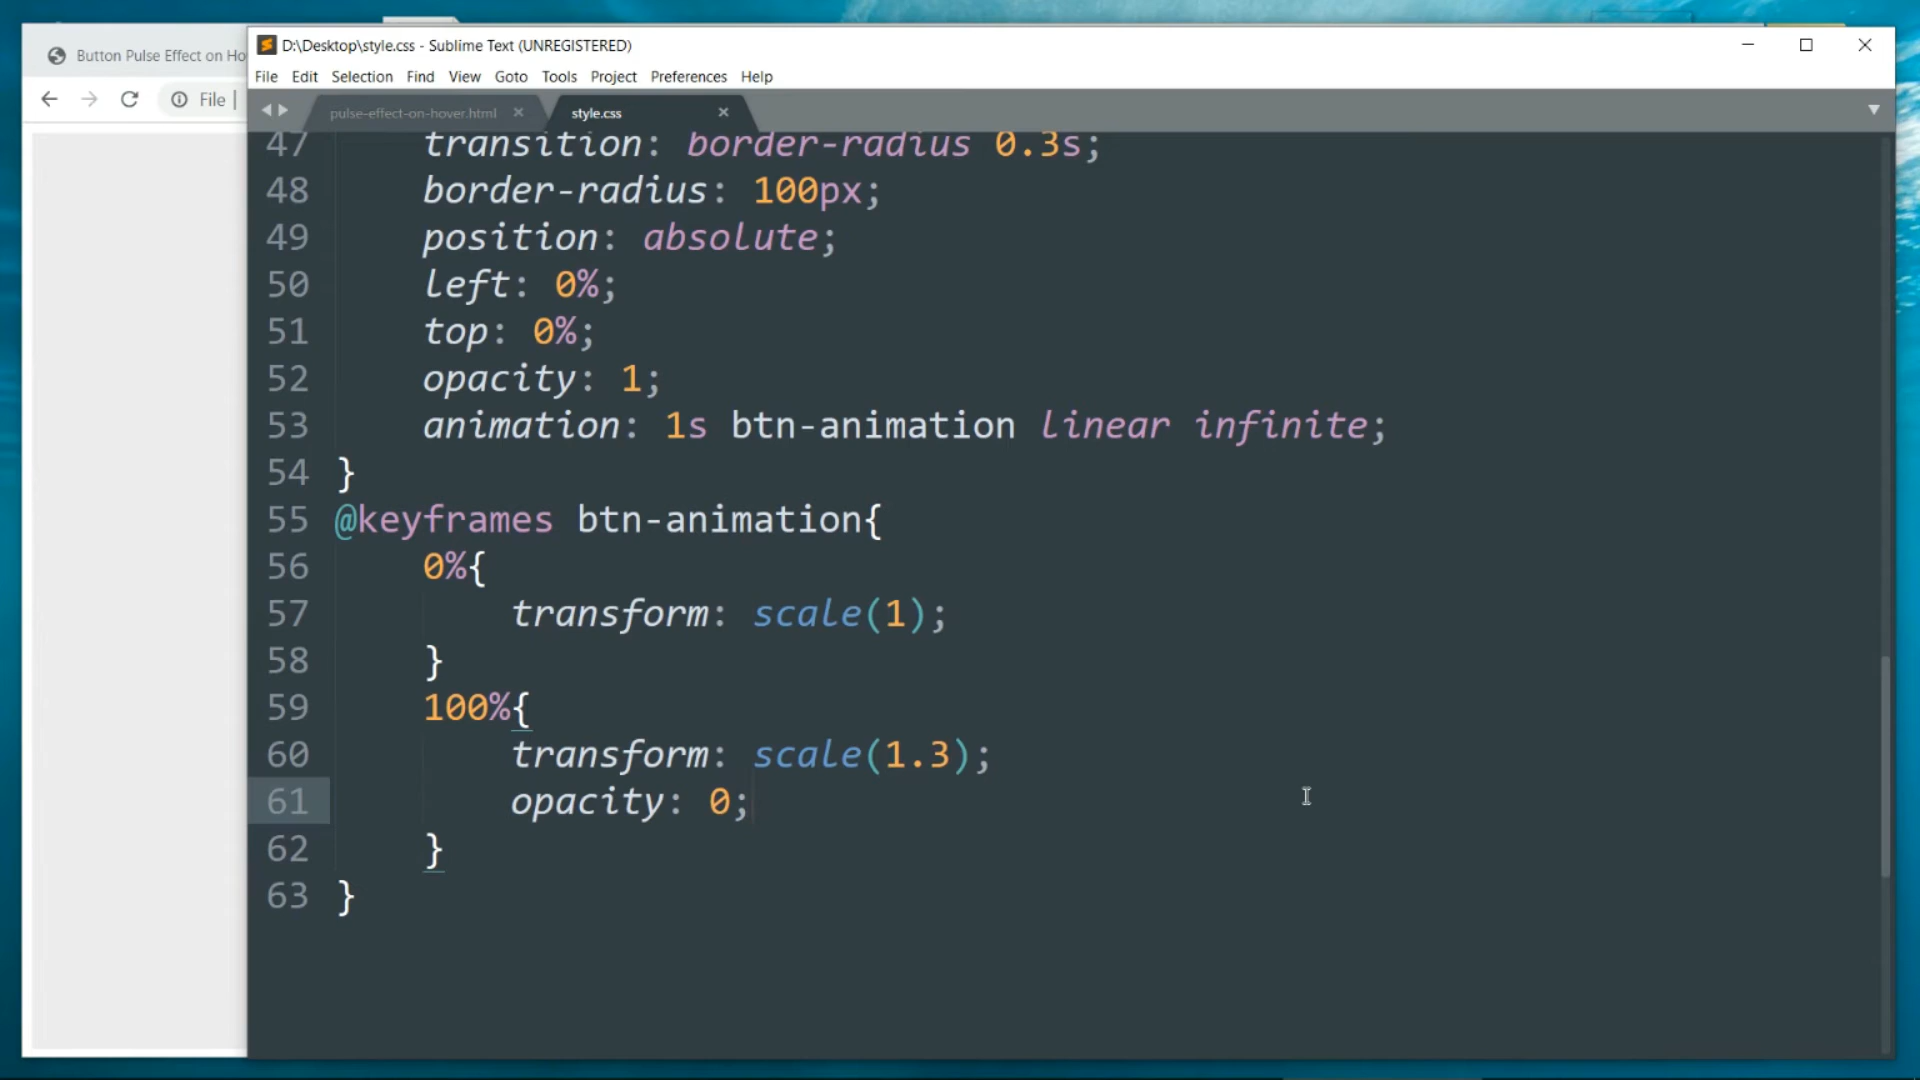 Button Pulse Effect on Ho
File |
D:\Desktop\style.css - Sublime Text (UNREGISTERED)
File Edit Selection Find View Goto Tools Project Preferences Help
pulse-effect-on-hover.html
style.css
47 transition: border-radius 0.3s;
48 border-radius: 100px;
49 position: absolute;
50 left: 0%;
51 top: 0%;
52 opacity: 1;
53 animation: 1s btn-animation linear infinite;
54 }
55 @keyframes btn-animation{
56 0%{
57 transform: scale(1);
58 }
59 100%{
60 transform: scale(1.3);
61 opacity: 0;
62 }
63 }